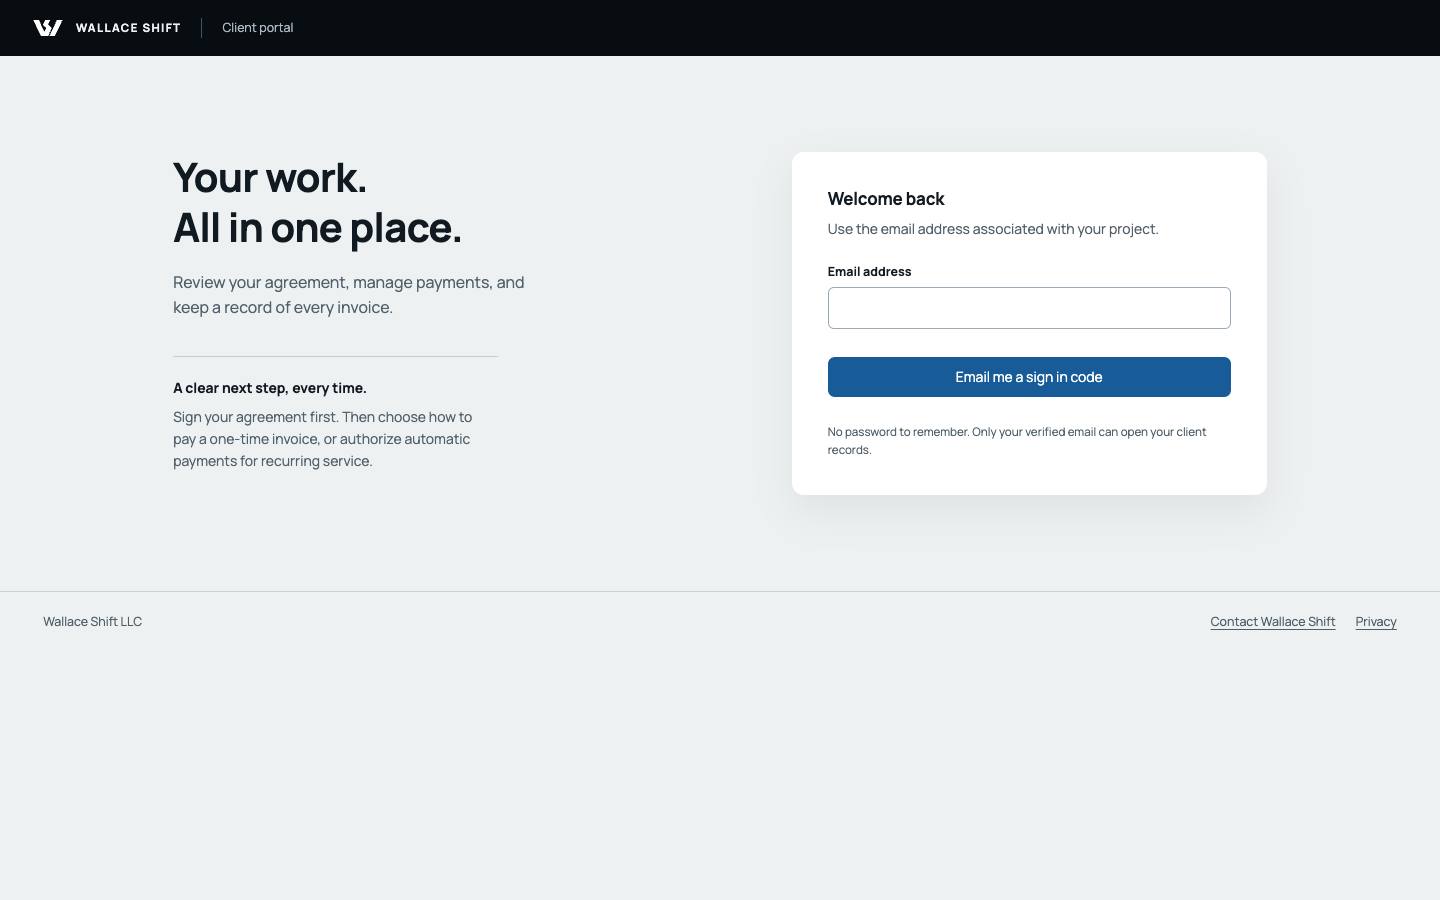 WALLACE SHIFT
Client portal
Your work.
All in one place.
Review your agreement, manage payments, and
keep a record of every invoice.
A clear next step, every time.
Sign your agreement first. Then choose how to
pay a one-time invoice, or authorize automatic
payments for recurring service.
Welcome back
Use the email address associated with your project.
Email address
Email me a sign in code
No password to remember. Only your verified email can open your client
records.
Wallace Shift LLC
Contact Wallace Shift
Privacy